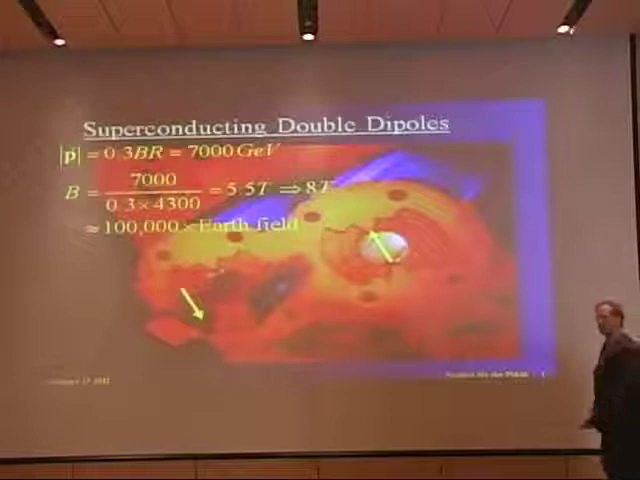 Superconducting Double Dipoles
|p| = 0.3BR = 7000 GeV
B = 7000 / 0.3×4300 = 5.5T ⇒ 8T
≈ 100,000 × Earth field